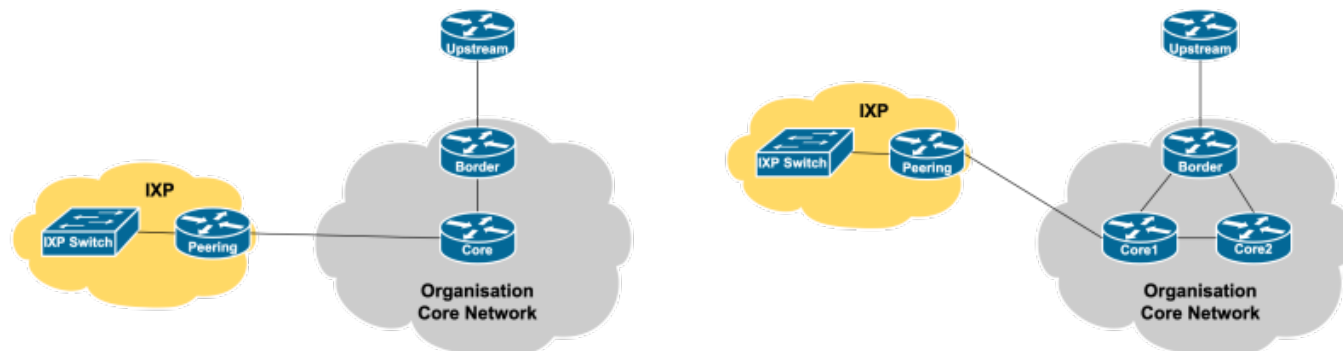 Upstream
Border
IXP
IXP Switch
Peering
Core
Organisation
Core Network
Upstream
IXP
IXP Switch
Peering
Border
Core1
Core2
Organisation
Core Network